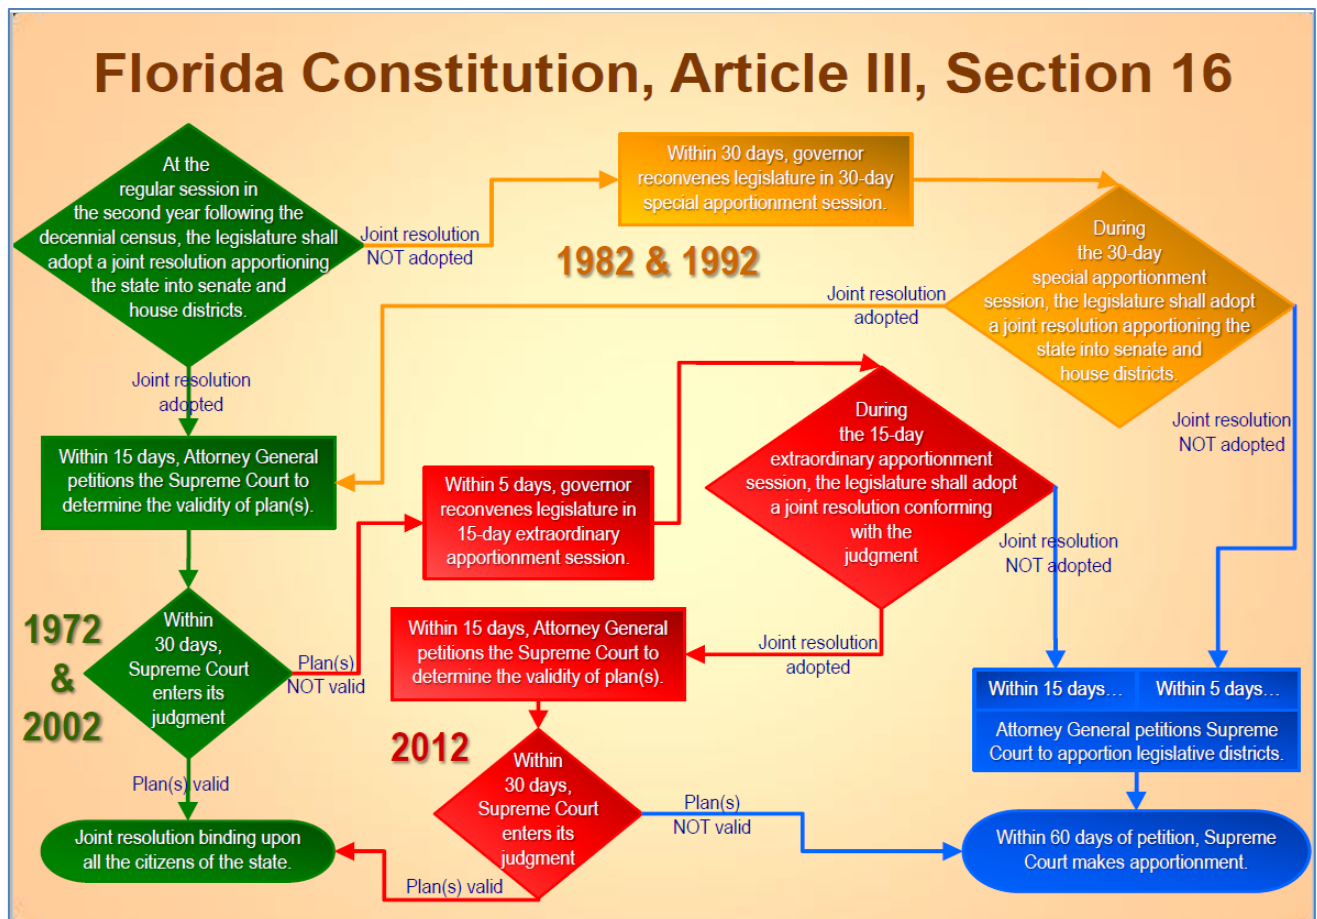 Florida Constitution, Article III, Section 16
At the
regular session in
the second year following the
decennial census, the legislature shall
adopt a joint resolution apportioning
the state into senate and
house districts.
Joint resolution
NOT adopted
Within 30 days, governor
reconvenes legislature in 30-day
special apportionment session.
1982 & 1992
During
the 30-day
special apportionment
session, the legislature shall adopt
a joint resolution apportioning the
state into senate and
house districts.
Joint resolution
adopted
Joint resolution
NOT adopted
Joint resolution
adopted
Within 15 days, Attorney General
petitions the Supreme Court to
determine the validity of plan(s).
Within 5 days, governor
reconvenes legislature in
15-day extraordinary
apportionment session.
During
the 15-day
extraordinary apportionment
session, the legislature shall adopt
a joint resolution conforming
with the
judgment
Joint resolution
NOT adopted
1972
&
2002
Within
30 days,
Supreme Court
enters its
judgment
Plan(s)
NOT valid
Within 15 days, Attorney General
petitions the Supreme Court to
determine the validity of plan(s).
Joint resolution
adopted
Within 15 days…
Within 5 days…
Attorney General petitions Supreme
Court to apportion legislative districts.
2012
Within
30 days,
Supreme Court
enters its
judgment
Plan(s)
NOT valid
Plan(s) valid
Joint resolution binding upon
all the citizens of the state.
Plan(s) valid
Within 60 days of petition, Supreme
Court makes apportionment.